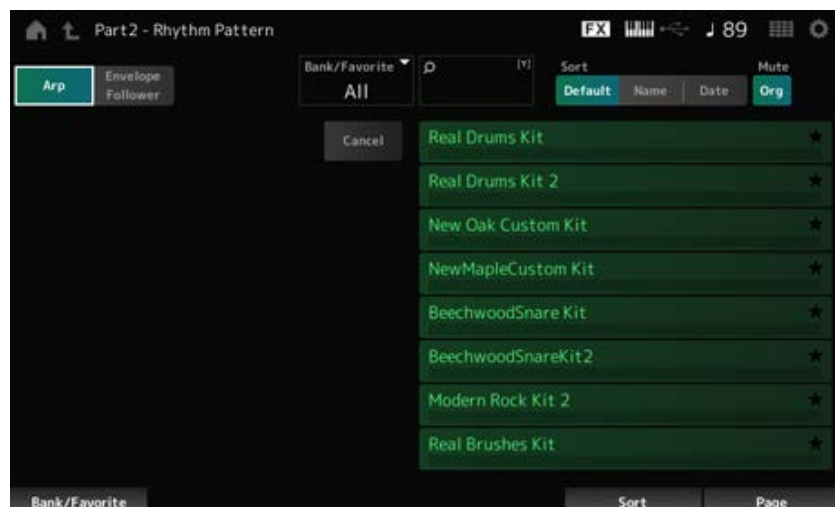 Part2 - Rhythm Pattern
FX
♩ 89
Arp
Envelope
Follower
Bank/Favorite
All
[Y]
Sort
Default
Name
Date
Mute
Org
Cancel
Real Drums Kit
Real Drums Kit 2
New Oak Custom Kit
NewMapleCustom Kit
BeechwoodSnare Kit
BeechwoodSnareKit2
Modern Rock Kit 2
Real Brushes Kit
Bank/Favorite
Sort
Page